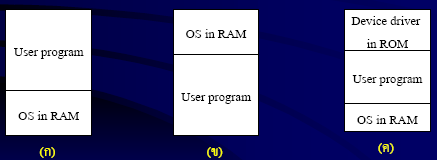 User program
OS in RAM
(ก)
OS in RAM
User program
(ข)
Device driver
in ROM
User program
OS in RAM
(ค)